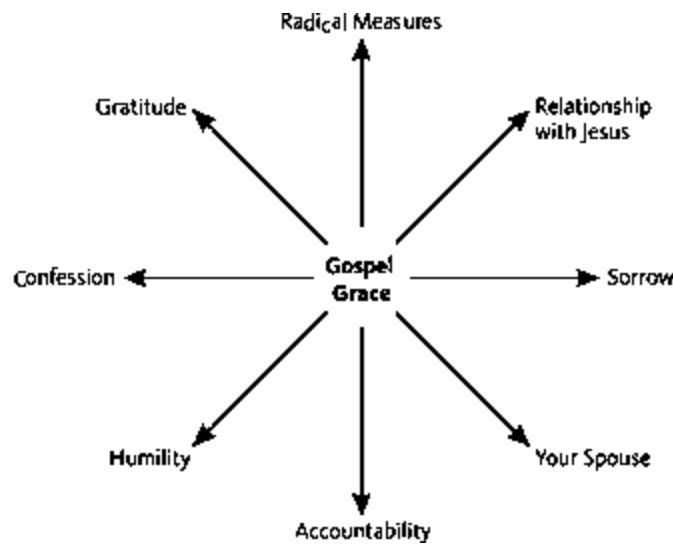 Radical Measures
Gratitude
Relationship
with Jesus
Confession
Gospel
Grace
Sorrow
Humility
Your Spouse
Accountability